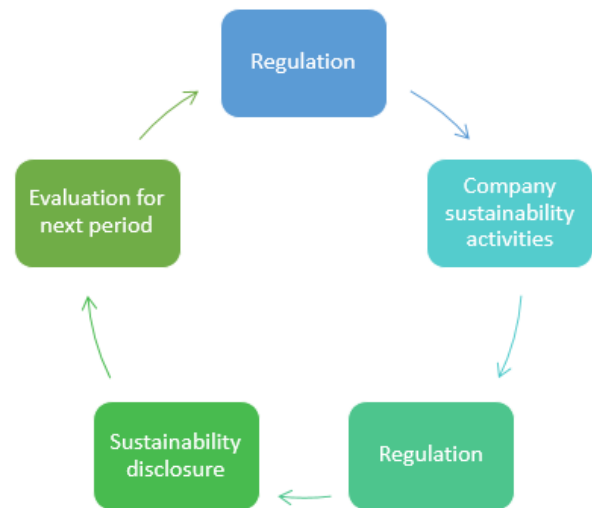 Regulation
Company
sustainability
activities
Regulation
Sustainability
disclosure
Evaluation for
next period